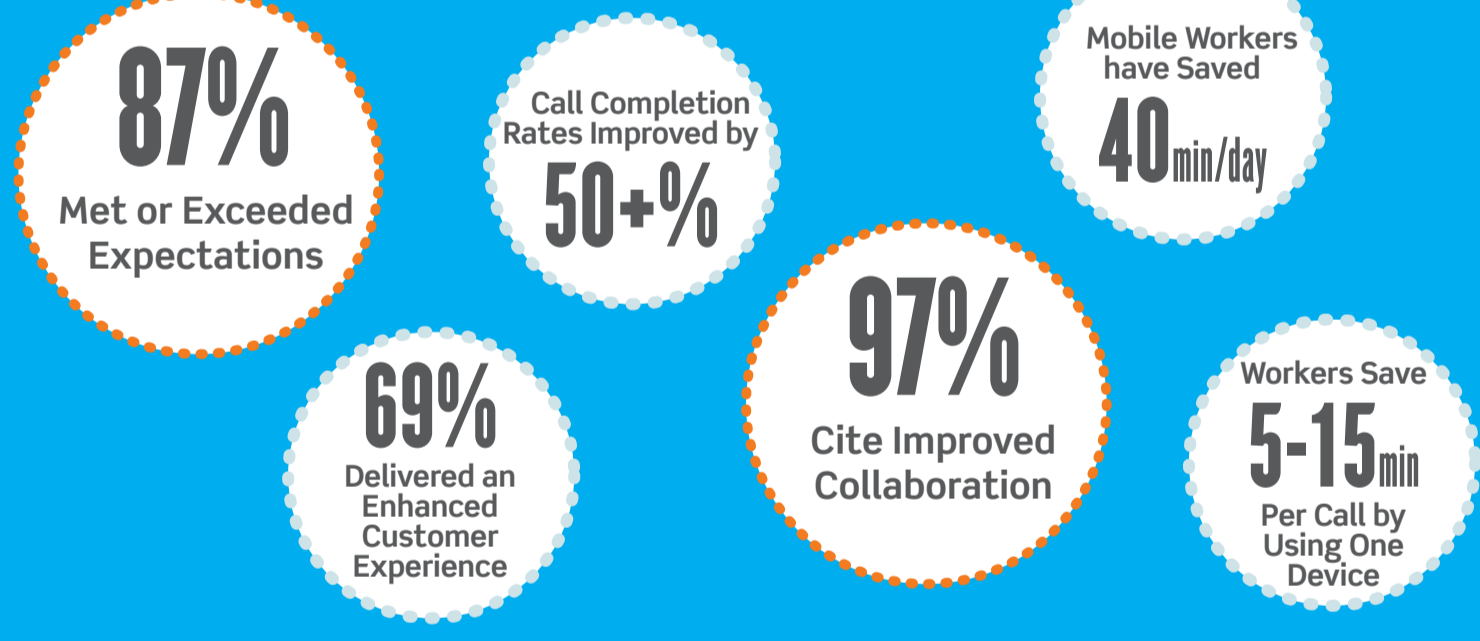 87%
Met or Exceeded
Expectations
Call Completion
Rates Improved by
50+%
Mobile Workers
have Saved
40min/day
69%
Delivered an
Enhanced
Customer
Experience
97%
Cite Improved
Collaboration
Workers Save
5-15min
Per Call by
Using One
Device